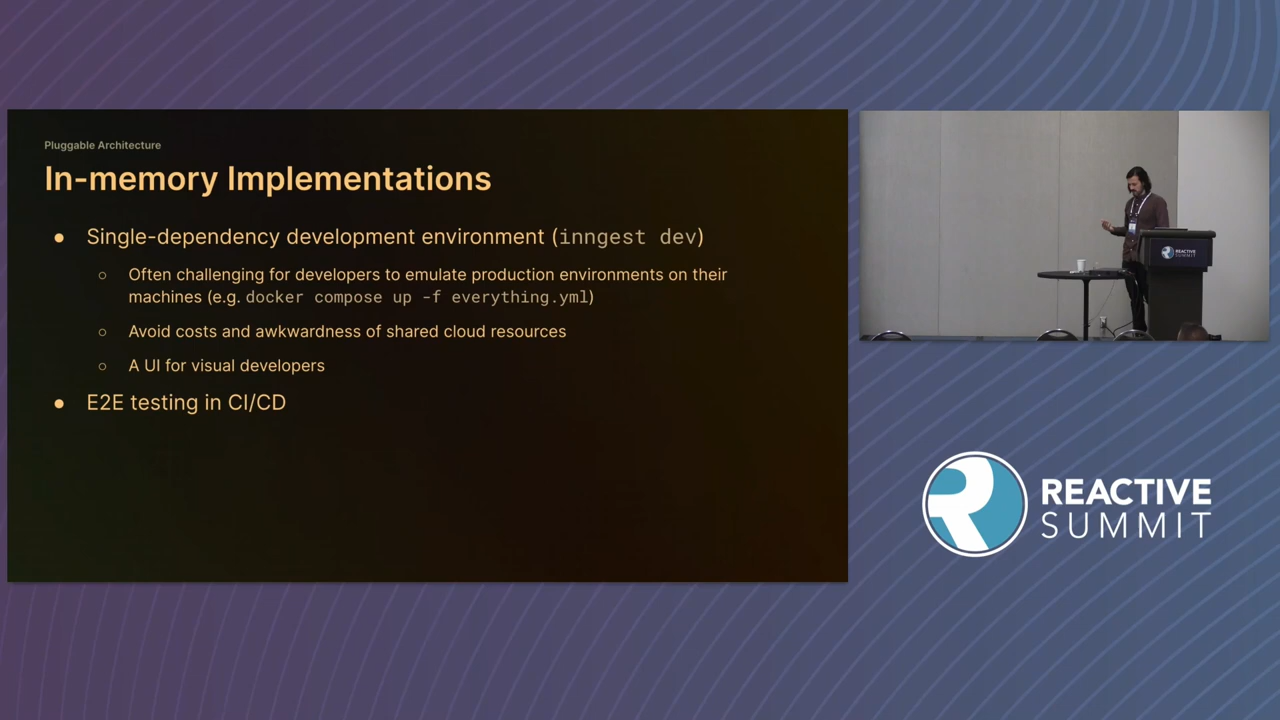 Pluggable Architecture
In-memory Implementations
● Single-dependency development environment (inngest dev)
○ Often challenging for developers to emulate production environments on their
machines (e.g. docker compose up -f everything.yml)
○ Avoid costs and awkwardness of shared cloud resources
○ A UI for visual developers
● E2E testing in CI/CD
REACTIVE
SUMMIT
REACTIVE
SUMMIT